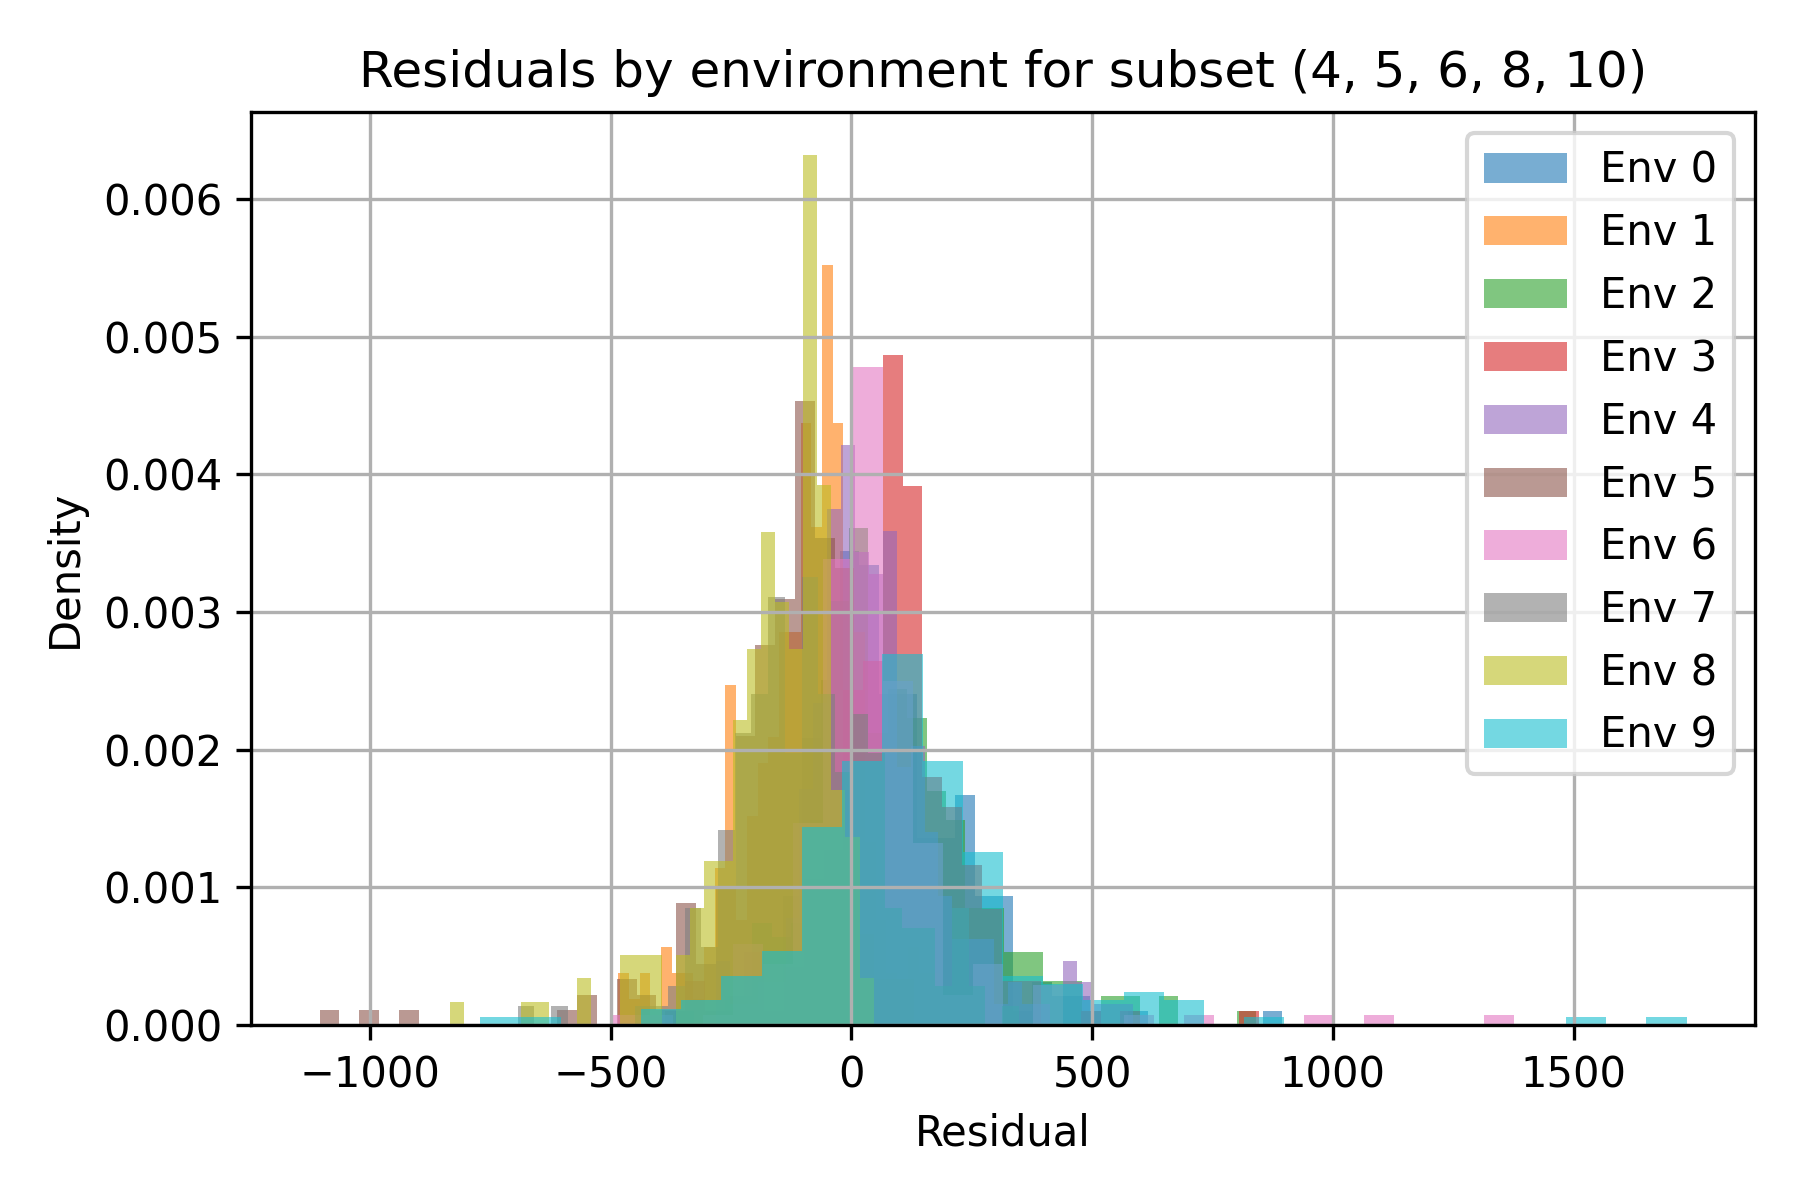 Residuals by environment for subset (4, 5, 6, 8, 10)
Density
0.006
0.005
0.004
0.003
0.002
0.001
0.000
−1000
−500
0
500
1000
1500
Residual
Env 0
Env 1
Env 2
Env 3
Env 4
Env 5
Env 6
Env 7
Env 8
Env 9